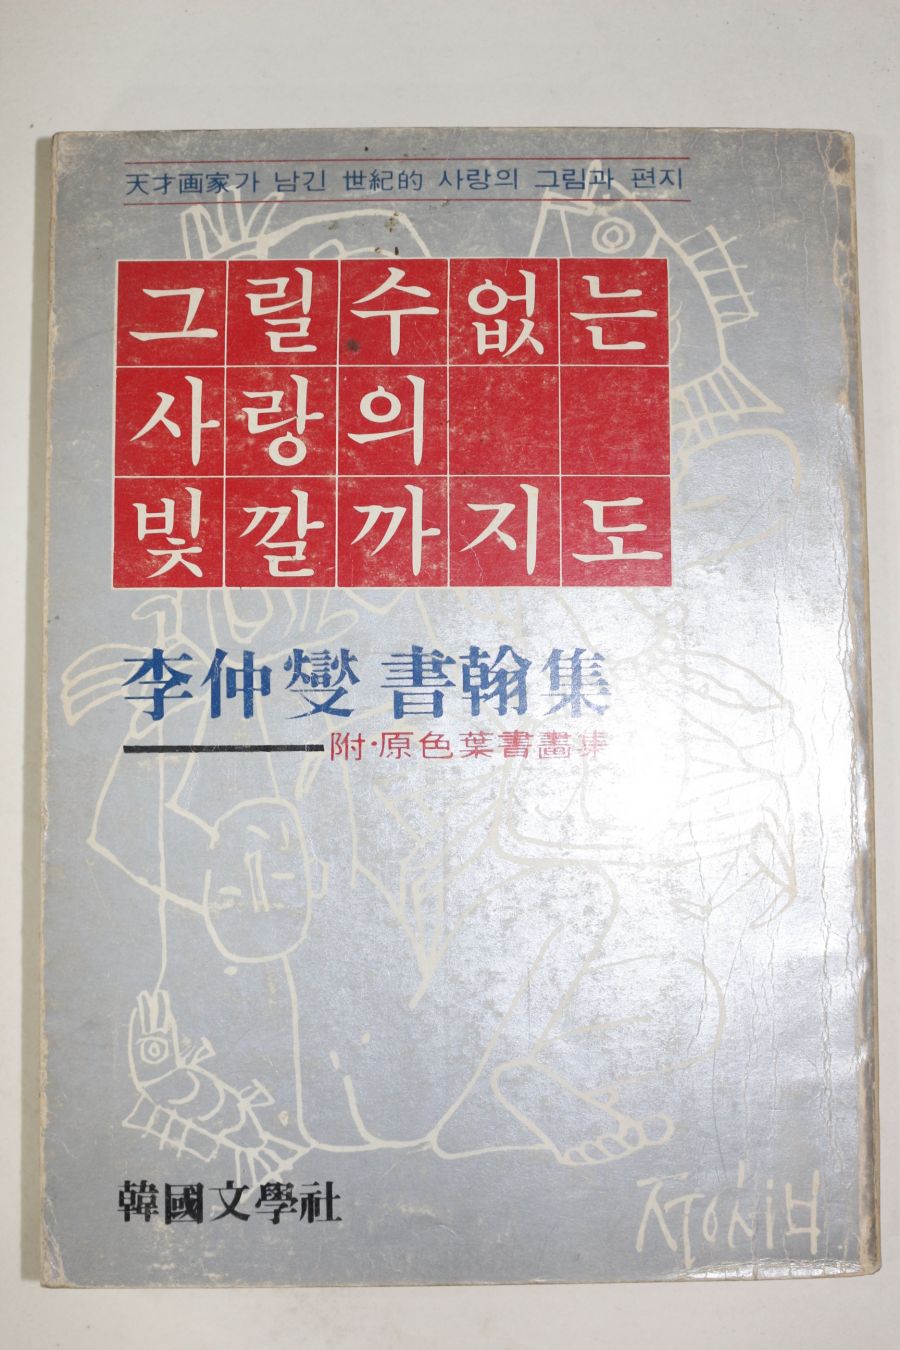 天才画家가 남긴 世紀的 사랑의 그림과 편지
그릴수없는
사랑의
빛깔까지도
李仲燮 書翰集
附·原色葉書畵集
韓國文學社